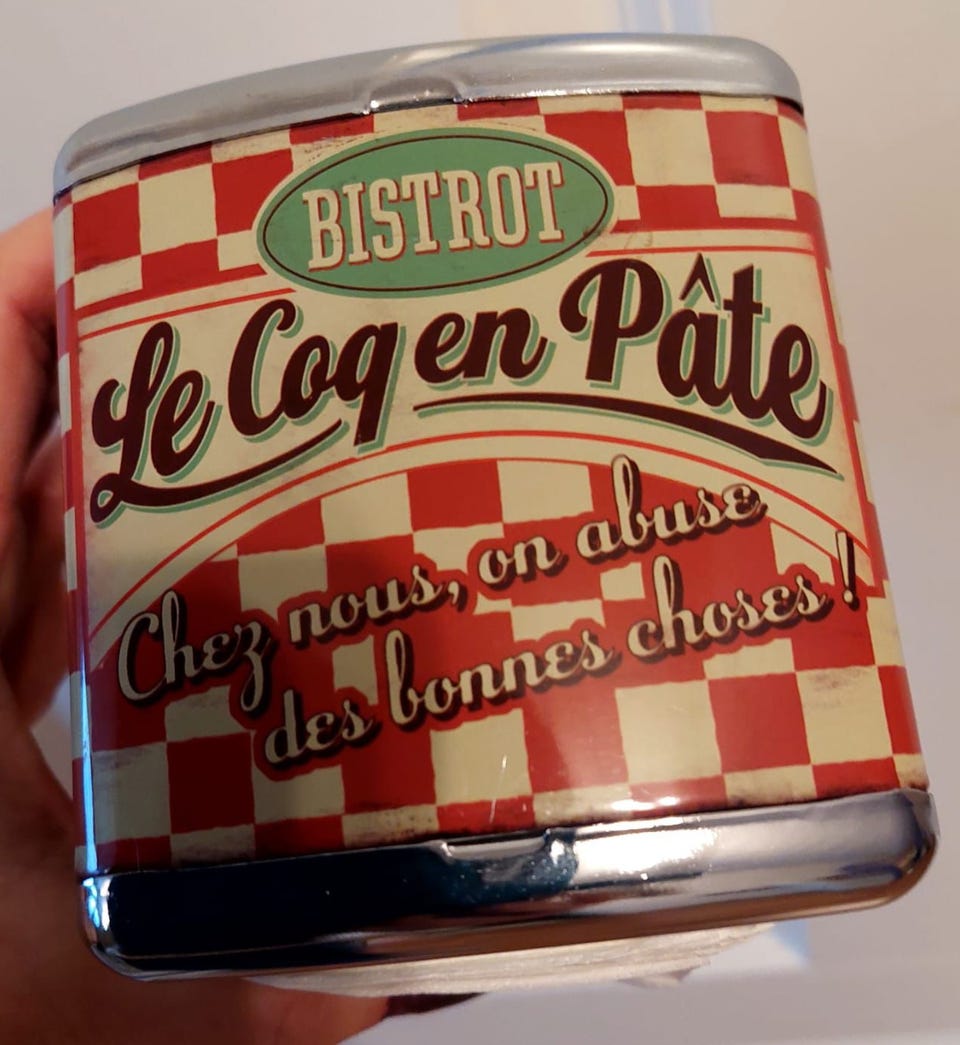 BISTROT
Le Coq en Pâte
Chez nous, on abuse
des bonnes choses !